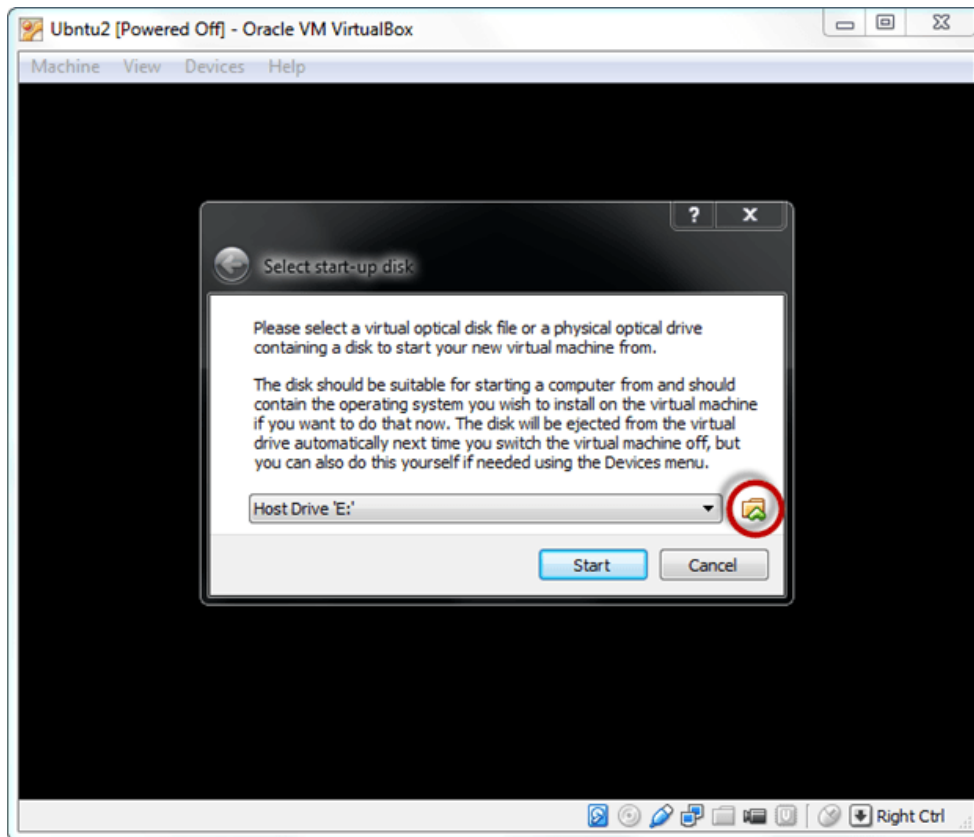 Ubntu2 [Powered Off] - Oracle VM VirtualBox
Machine View Devices Help
?
Select start-up disk
Please select a virtual optical disk file or a physical optical drive
containing a disk to start your new virtual machine from.
The disk should be suitable for starting a computer from and should
contain the operating system you wish to install on the virtual machine
if you want to do that now. The disk will be ejected from the virtual
drive automatically next time you switch the virtual machine off, but
you can also do this yourself if needed using the Devices menu.
Host Drive 'E:'
Start Cancel
Right Ctrl